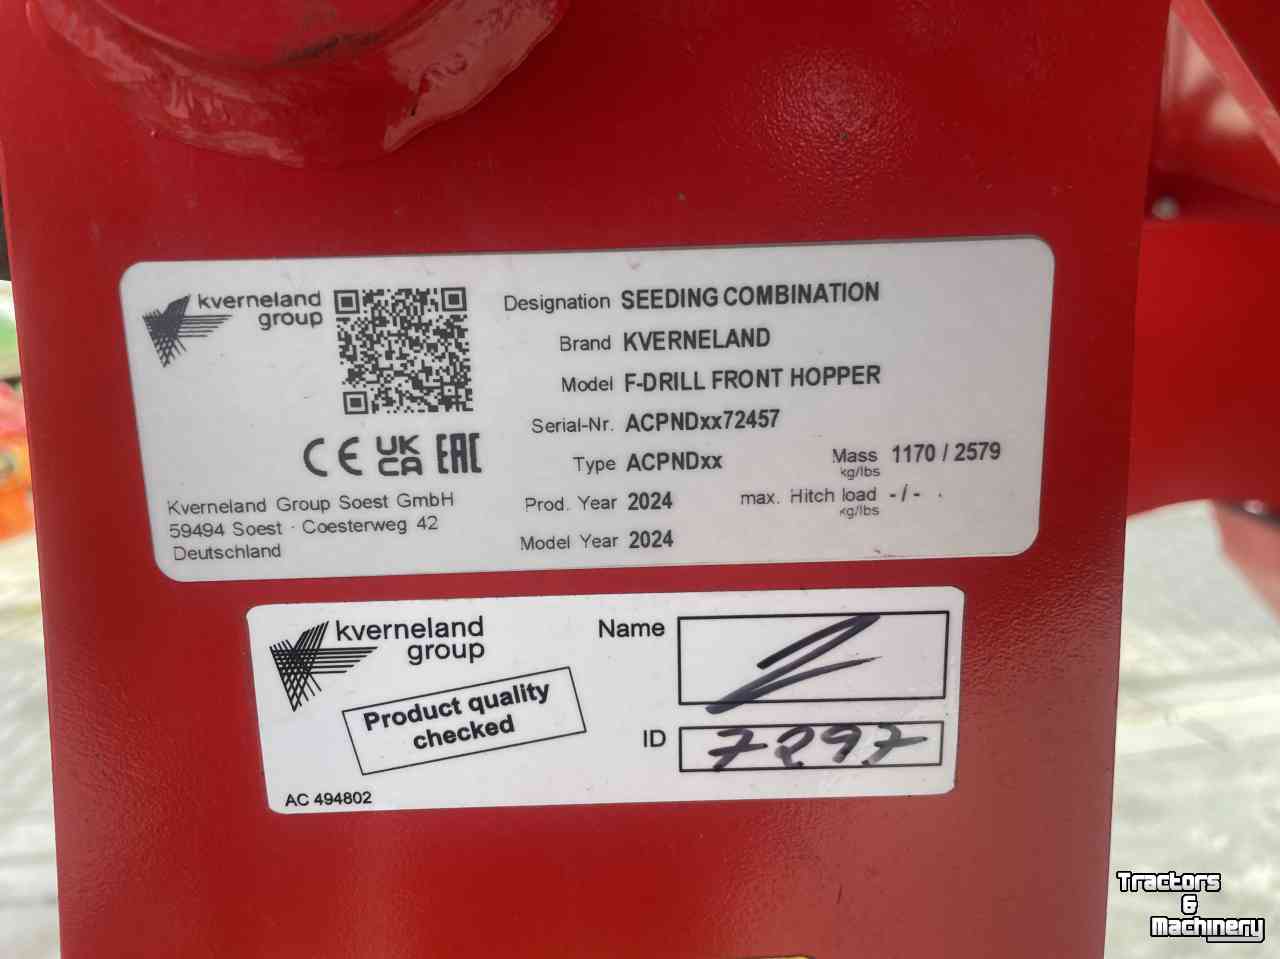 kverneland
group
Designation SEEDING COMBINATION
Brand KVERNELAND
Model F-DRILL FRONT HOPPER
Serial-Nr. ACPNDxx72457
Type ACPNDxx
Mass 1170 / 2579
kg/lbs
Prod. Year 2024
max. Hitch load - / -
kg/lbs
Model Year 2024
CE UK CA EAC
Kverneland Group Soest GmbH
59494 Soest · Coesterweg 42
Deutschland
kverneland
group
Product quality
checked
AC 494802
Name
ID 7297
Tractors
&
Machinery